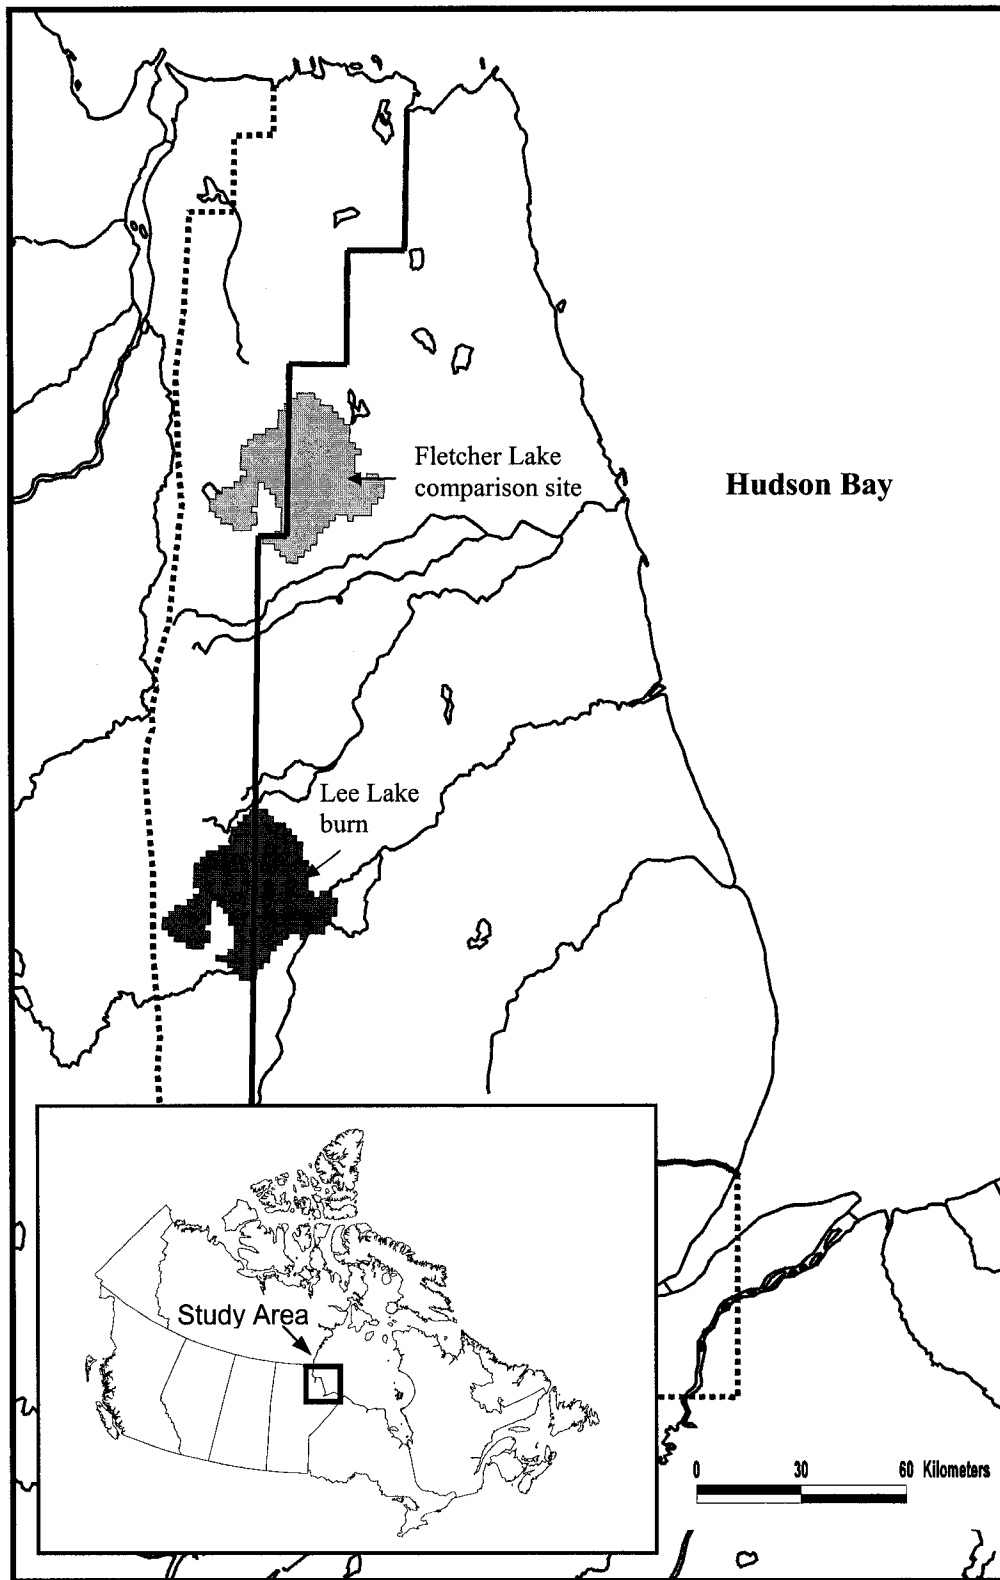 Fletcher Lake
comparison site
Hudson Bay
Lee Lake
burn
Study Area
0 30 60 Kilometers